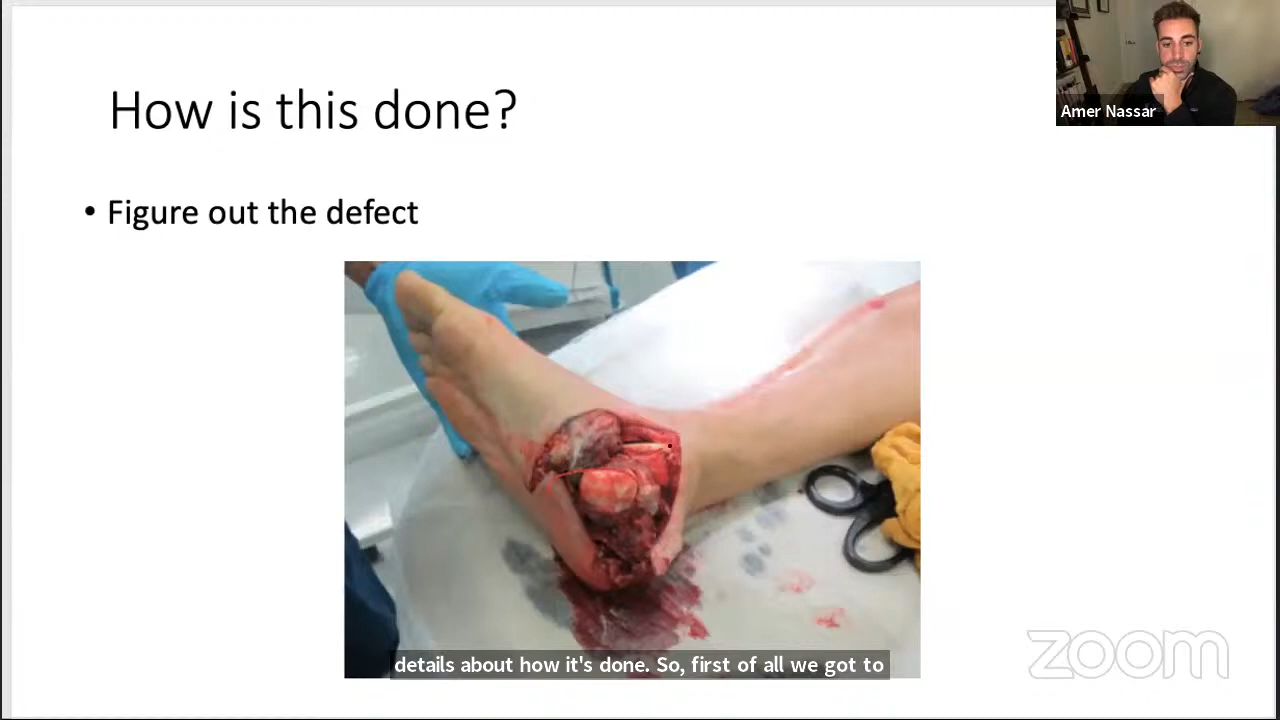 How is this done?
Amer Nassar
• Figure out the defect
details about how it's done. So, first of all we got to
zoom